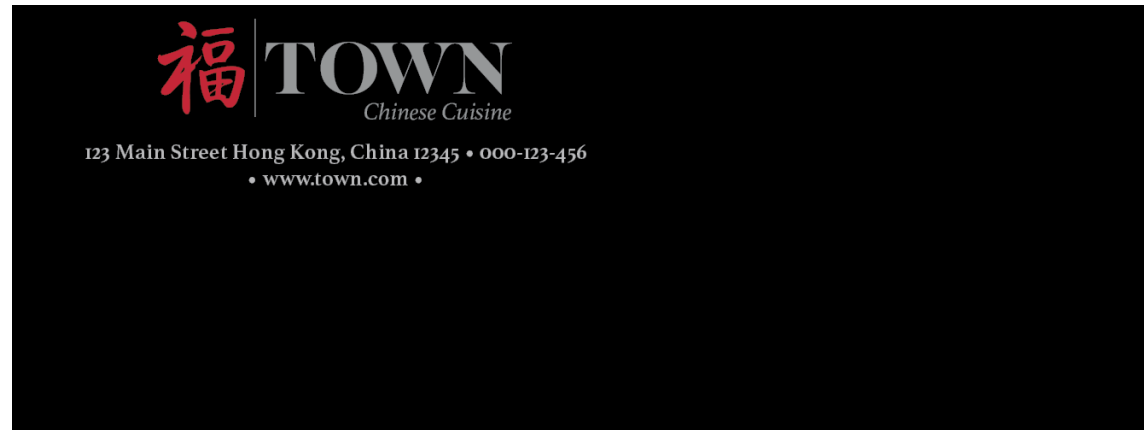 福 TOWN
Chinese Cuisine
123 Main Street Hong Kong, China 12345 • 000-123-456
• www.town.com •